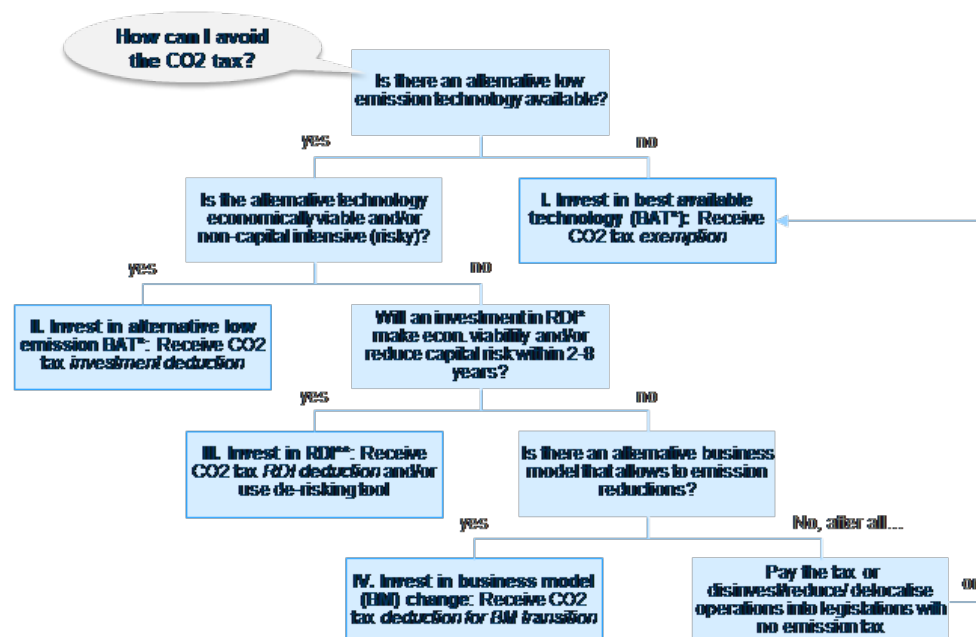 How can I avoid
the CO2 tax?
Is there an alternative low
emission technology available?
yes
no
Is the alternative technology
economically viable and/or
non-capital intensive (risky)?
I. Invest in best available
technology (BAT*): Receive
CO2 tax exemption
yes
no
II. Invest in alternative low
emission BAT*: Receive CO2
tax investment deduction
Will an investment in RDI*
make econ. viability and/or
reduce capital risk within 2-8
years?
yes
no
III. Invest in RDI**: Receive
CO2 tax RDI deduction and/or
use de-risking tool
Is there an alternative business
model that allows to emission
reductions?
yes
No, after all...
IV. Invest in business model
(BM) change: Receive CO2
tax deduction for BM transition
Pay the tax or
disinvest/reduce/ delocalise
operations into legislations with
no emission tax